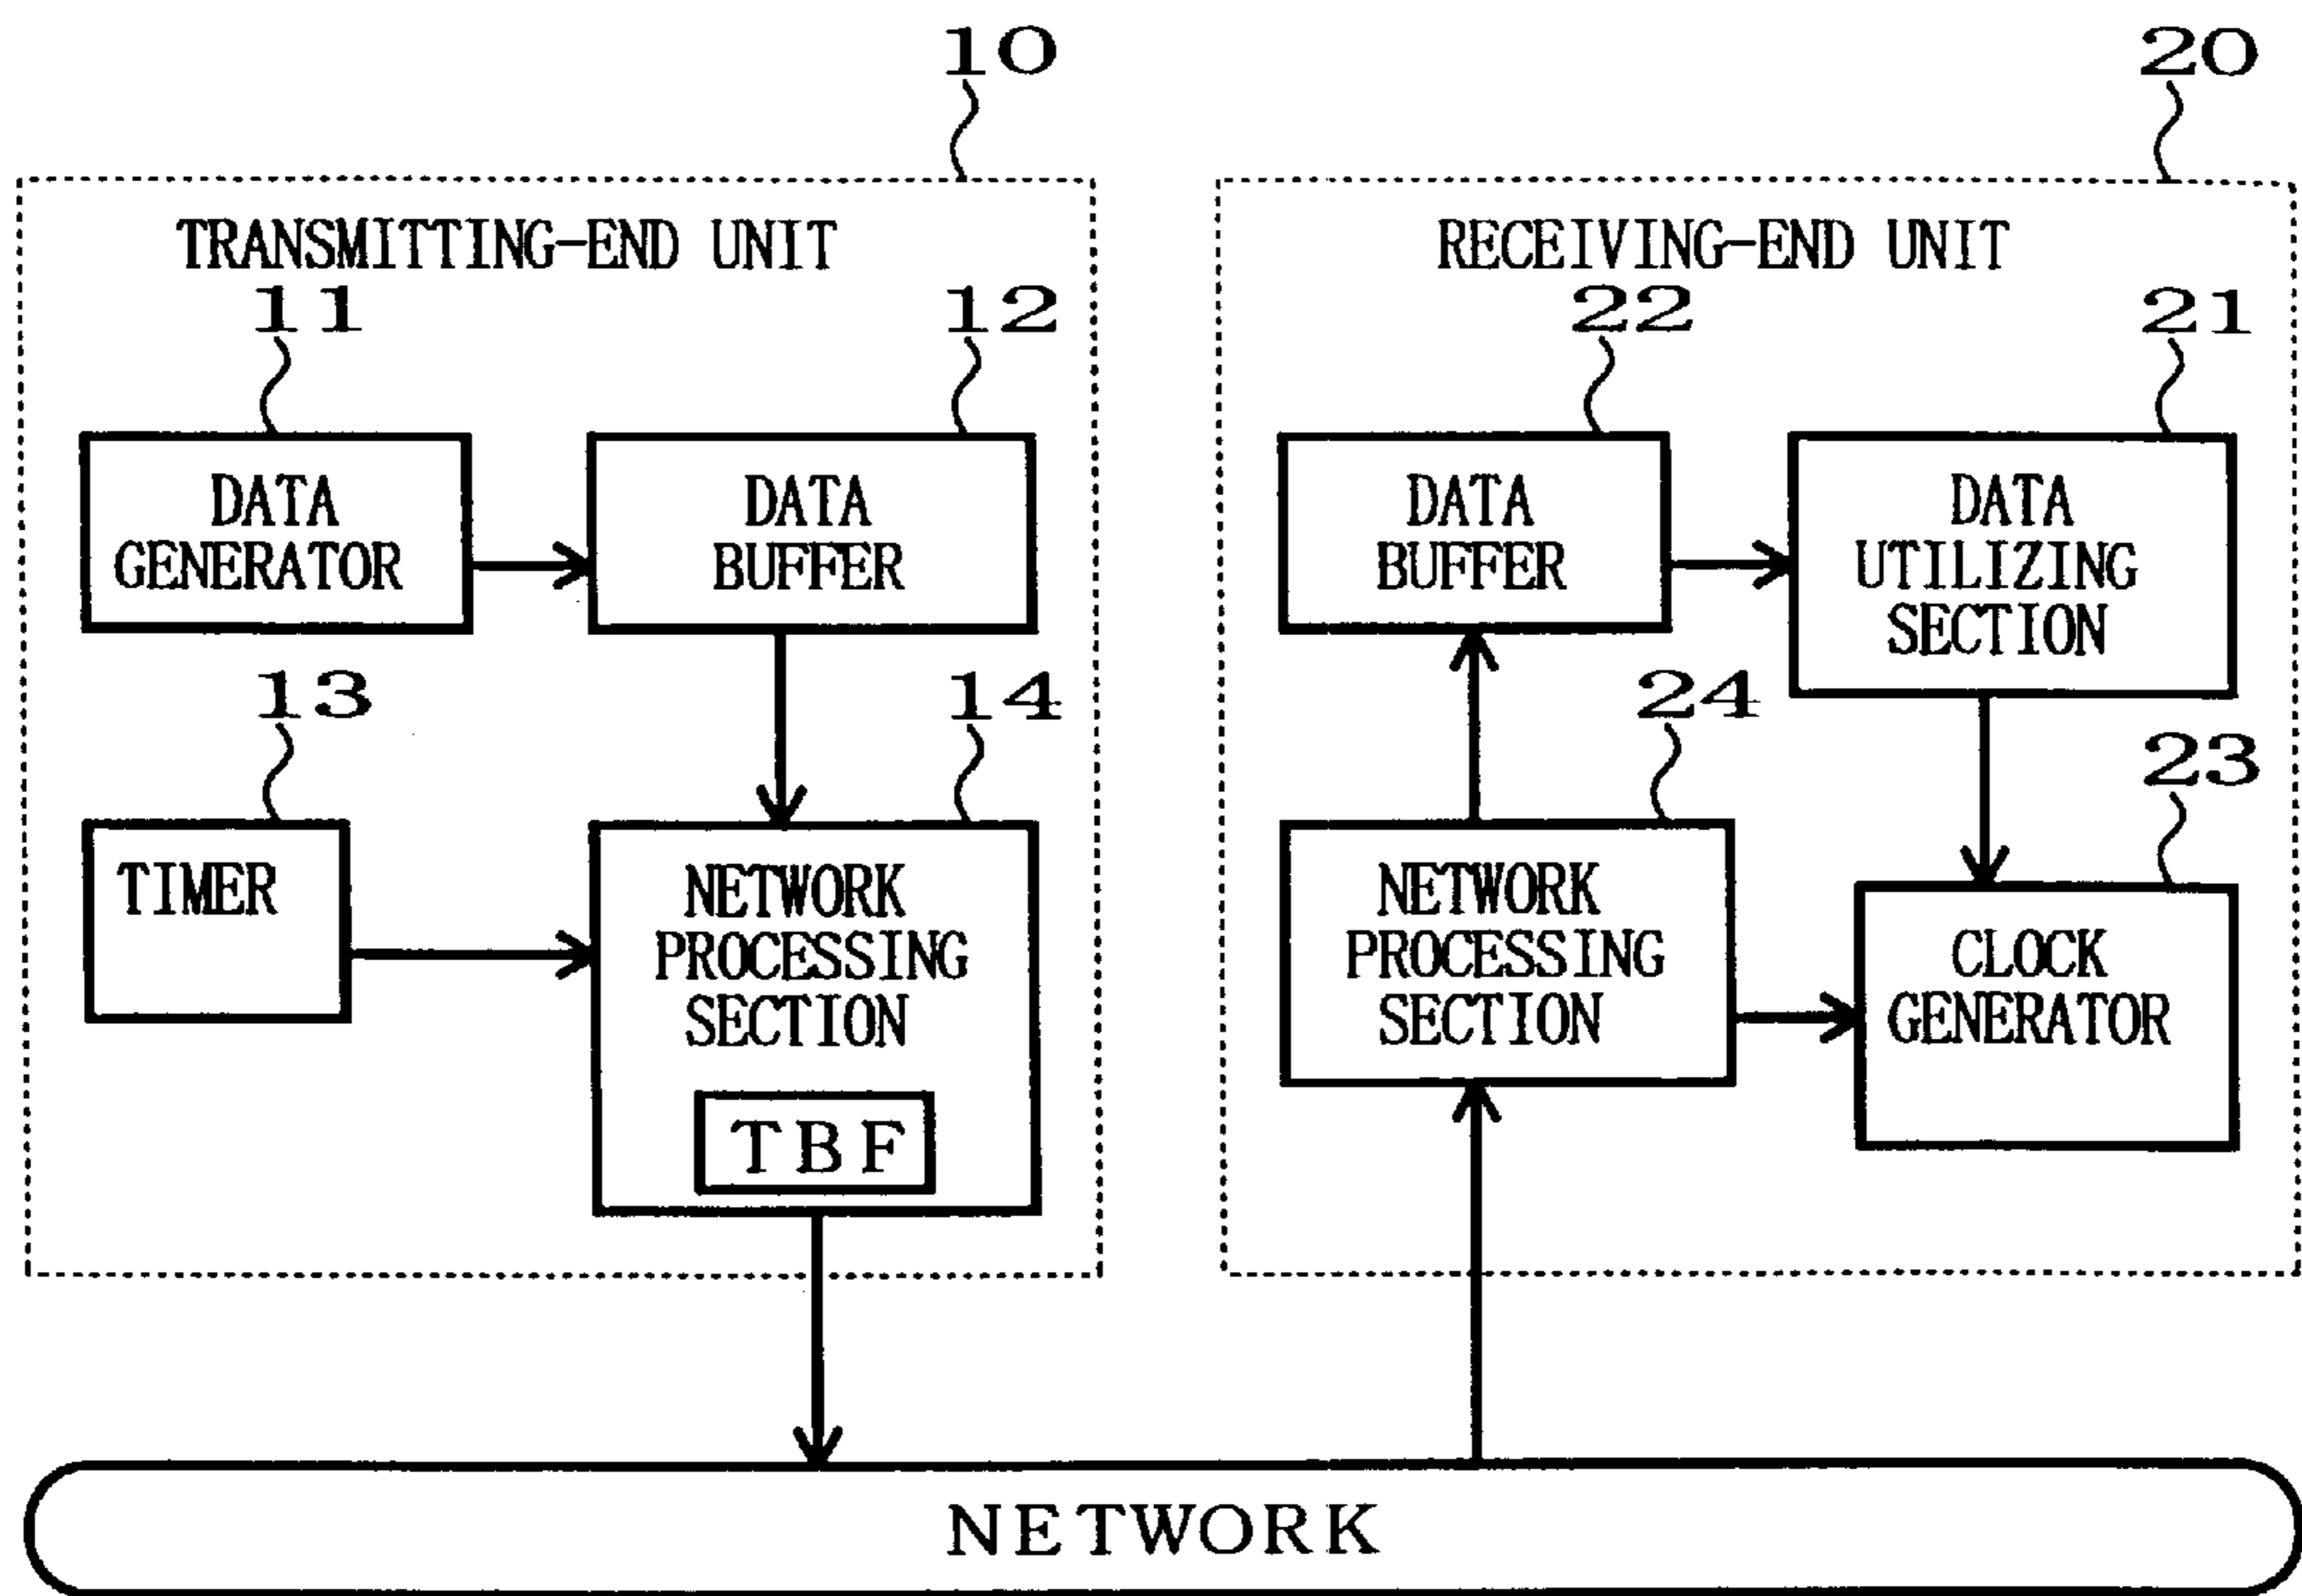 10
20
TRANSMITTING-END UNIT
11
12
DATA
GENERATOR
DATA
BUFFER
13
14
TIMER
NETWORK
PROCESSING
SECTION
TBF
RECEIVING-END UNIT
22
21
DATA
BUFFER
DATA
UTILIZING
SECTION
24
23
NETWORK
PROCESSING
SECTION
CLOCK
GENERATOR
NETWORK